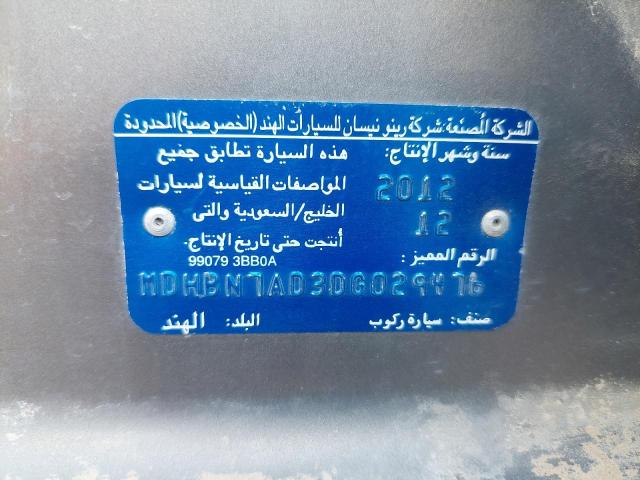 الشركة المصنعة: شركة رينو نيسان للسيارات الهند (الخصوصية) المحدودة
سنة وشهر الإنتاج:
2012
12
هذه السيارة تطابق جميع
المواصفات القياسية لسيارات
الخليج/السعودية والتى
أنتجت حتى تاريخ الإنتاج.
الرقم المميز :
99079 3BB0A
MDHBN7AD3DG029476
صنف: سيارة ركوب
البلد: الهند